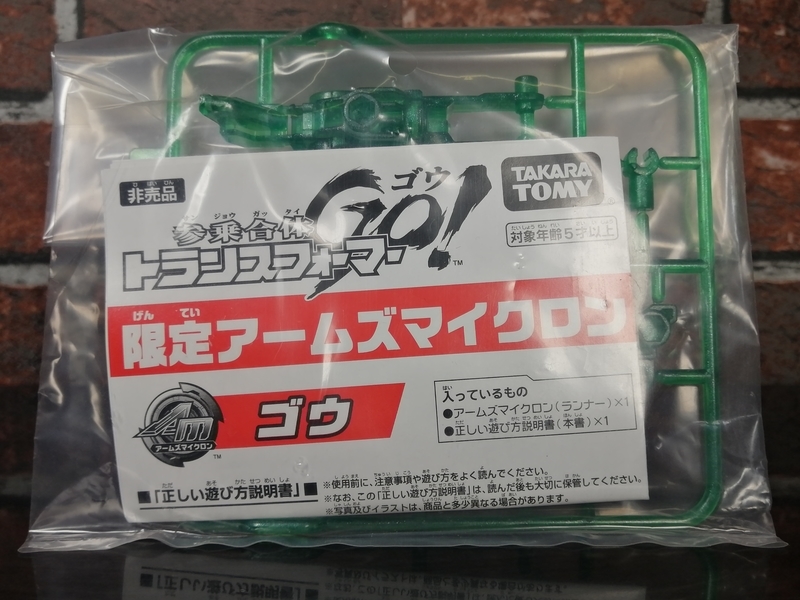 非売品
TAKARA TOMY
参乗合体
ゴウ
GO!
トランスフォーマー
TM
対象年齢5才以上
限定アームズマイクロン
AM
アームズマイクロン
TM
ゴウ
入っているもの
●アームズマイクロン(ランナー)×1
●正しい遊び方説明書(本書)×1
■「正しい遊び方説明書」■
※使用前に、注意事項や遊び方をよく読んでください。
※なお、この「正しい遊び方説明書」は、読んだ後も大切に保管してください。
※写真及びイラストは、商品と多少異なる場合があります。